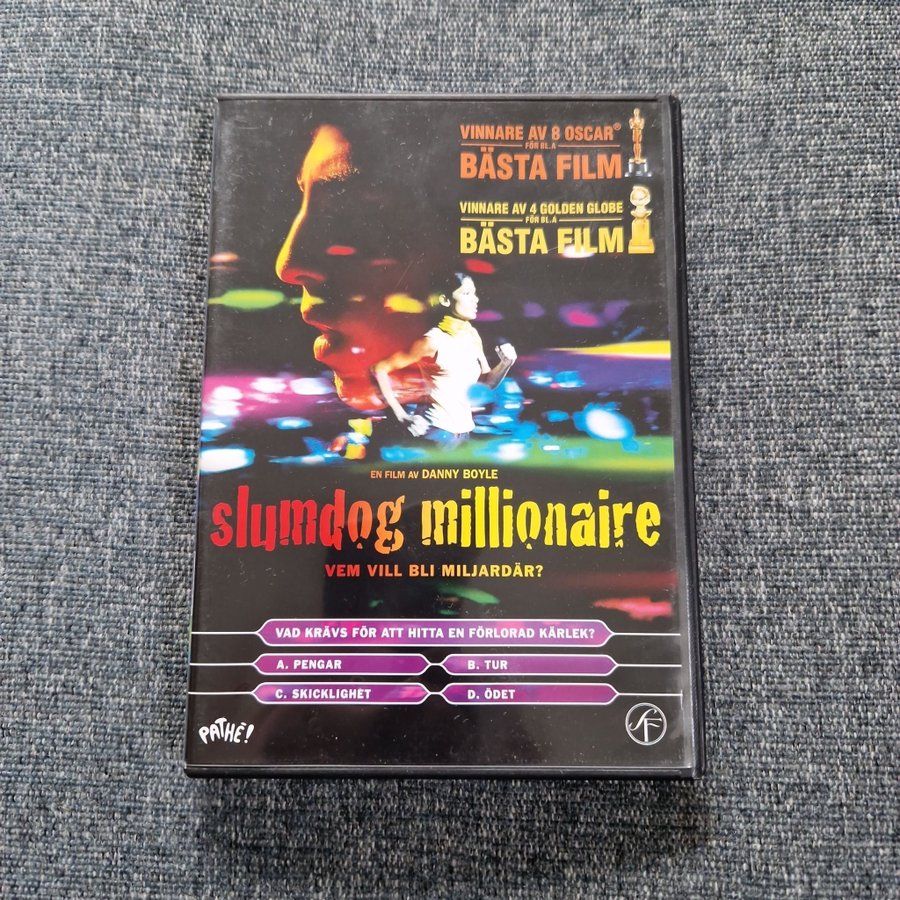 VINNARE AV 8 OSCAR®
FÖR BL.A
BÄSTA FILM
VINNARE AV 4 GOLDEN GLOBE
FÖR BL.A
BÄSTA FILM
EN FILM AV DANNY BOYLE
slumdog millionaire
VEM VILL BLI MILJARDÄR?
VAD KRÄVS FÖR ATT HITTA EN FÖRLORAD KÄRLEK?
A. PENGAR
B. TUR
C. SKICKLIGHET
D. ÖDET
PATHÉ!
SF